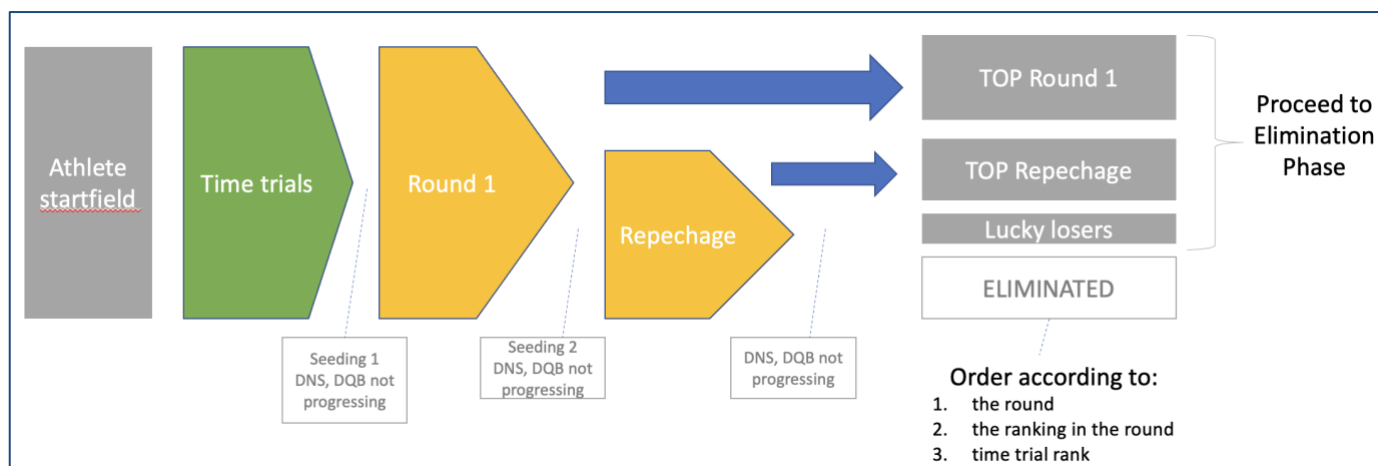 Athlete
startfield
Time trials
Round 1
Repechage
TOP Round 1
TOP Repechage
Lucky losers
ELIMINATED
Proceed to
Elimination
Phase
Seeding 1
DNS, DQB not
progressing
Seeding 2
DNS, DQB not
progressing
DNS, DQB not
progressing
Order according to:
1. the round
2. the ranking in the round
3. time trial rank